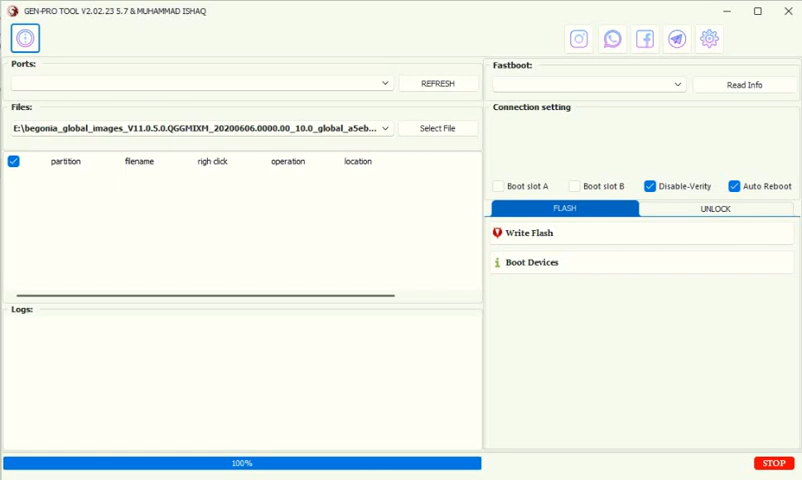 GEN-PRO TOOL V2.02.23 5.7 & MUHAMMAD ISHAQ
Ports:
REFRESH
Files:
E:\begonia_global_images_V11.0.5.0.QGGMIXM_20200606.0000.00_10.0_global_a5eb...
Select File
partition filename righ click operation location
Logs:
100%
Fastboot:
Read Info
Connection setting
Boot slot A Boot slot B Disable-Verity Auto Reboot
FLASH UNLOCK
Write Flash
Boot Devices
STOP